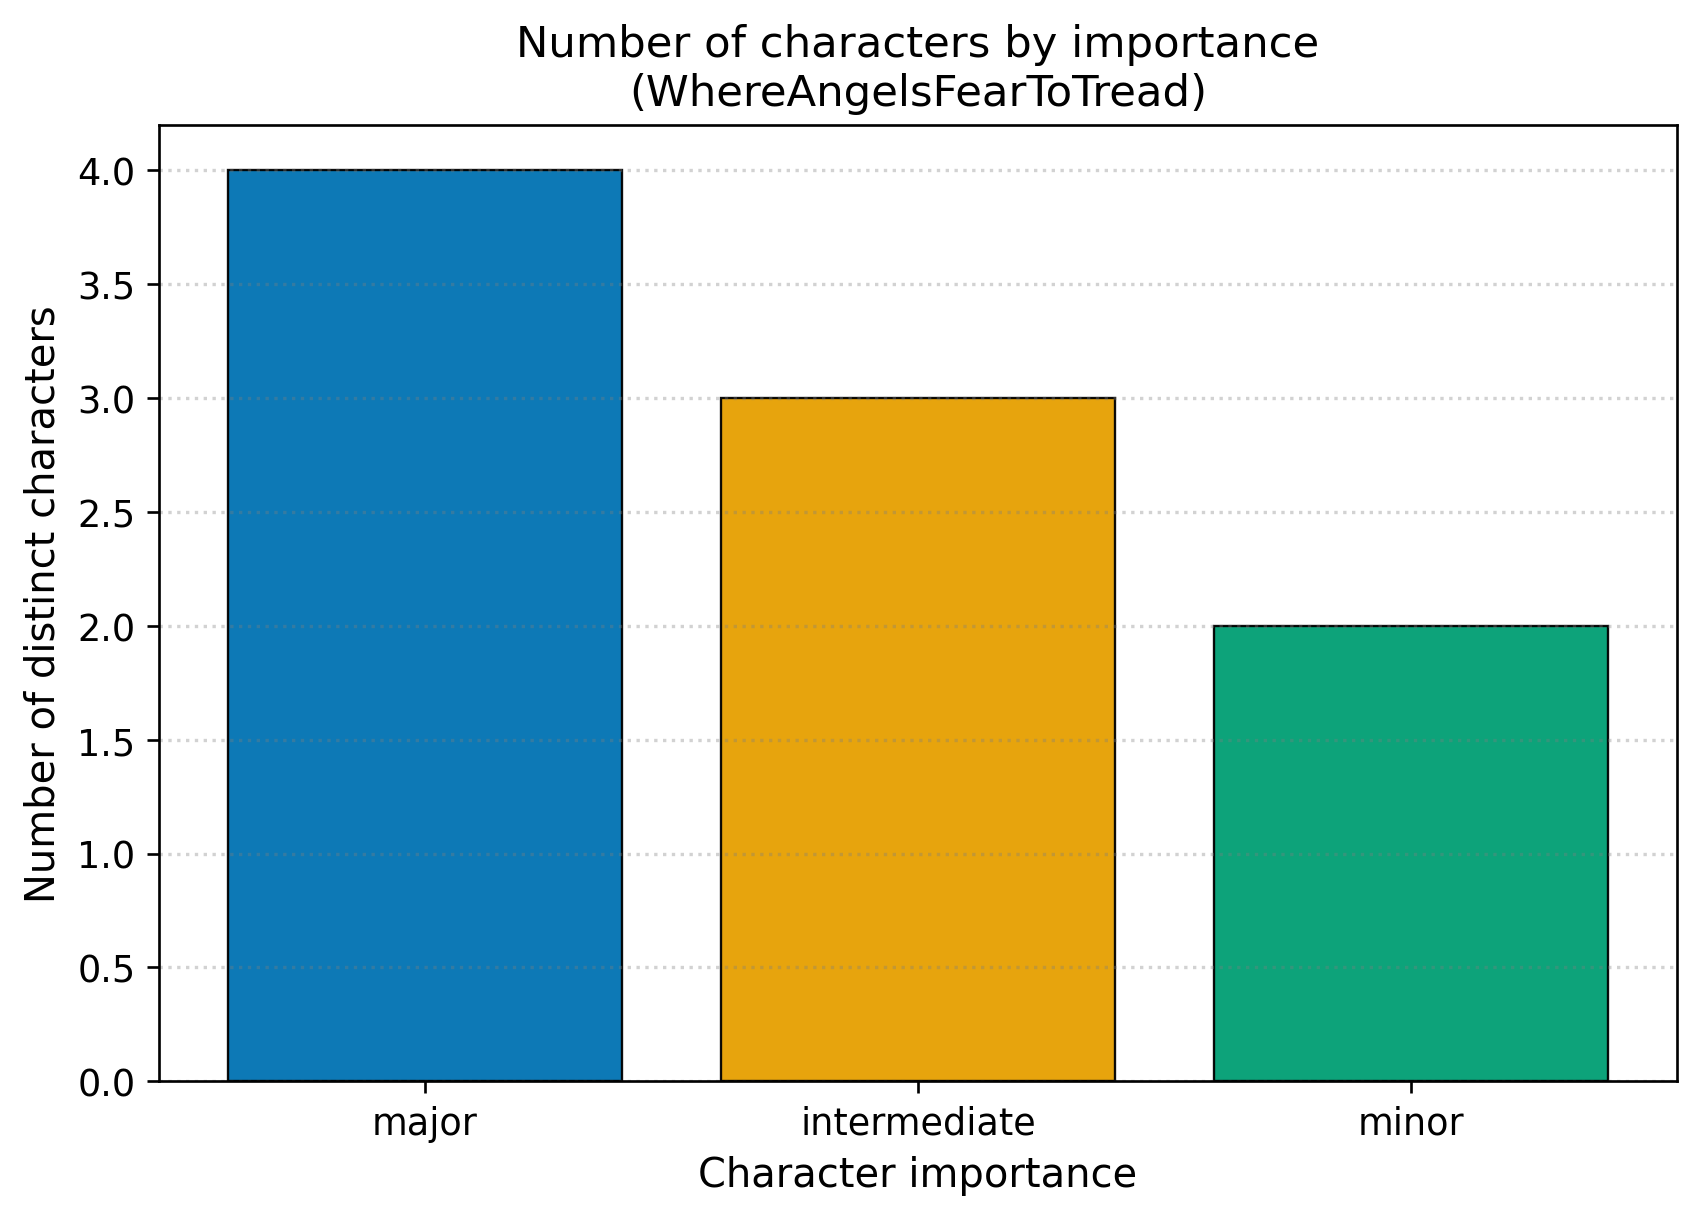 Number of characters by importance
(WhereAngelsFearToTread)
4.0
3.5
3.0
2.5
2.0
1.5
1.0
0.5
0.0
Number of distinct characters
major intermediate minor
Character importance